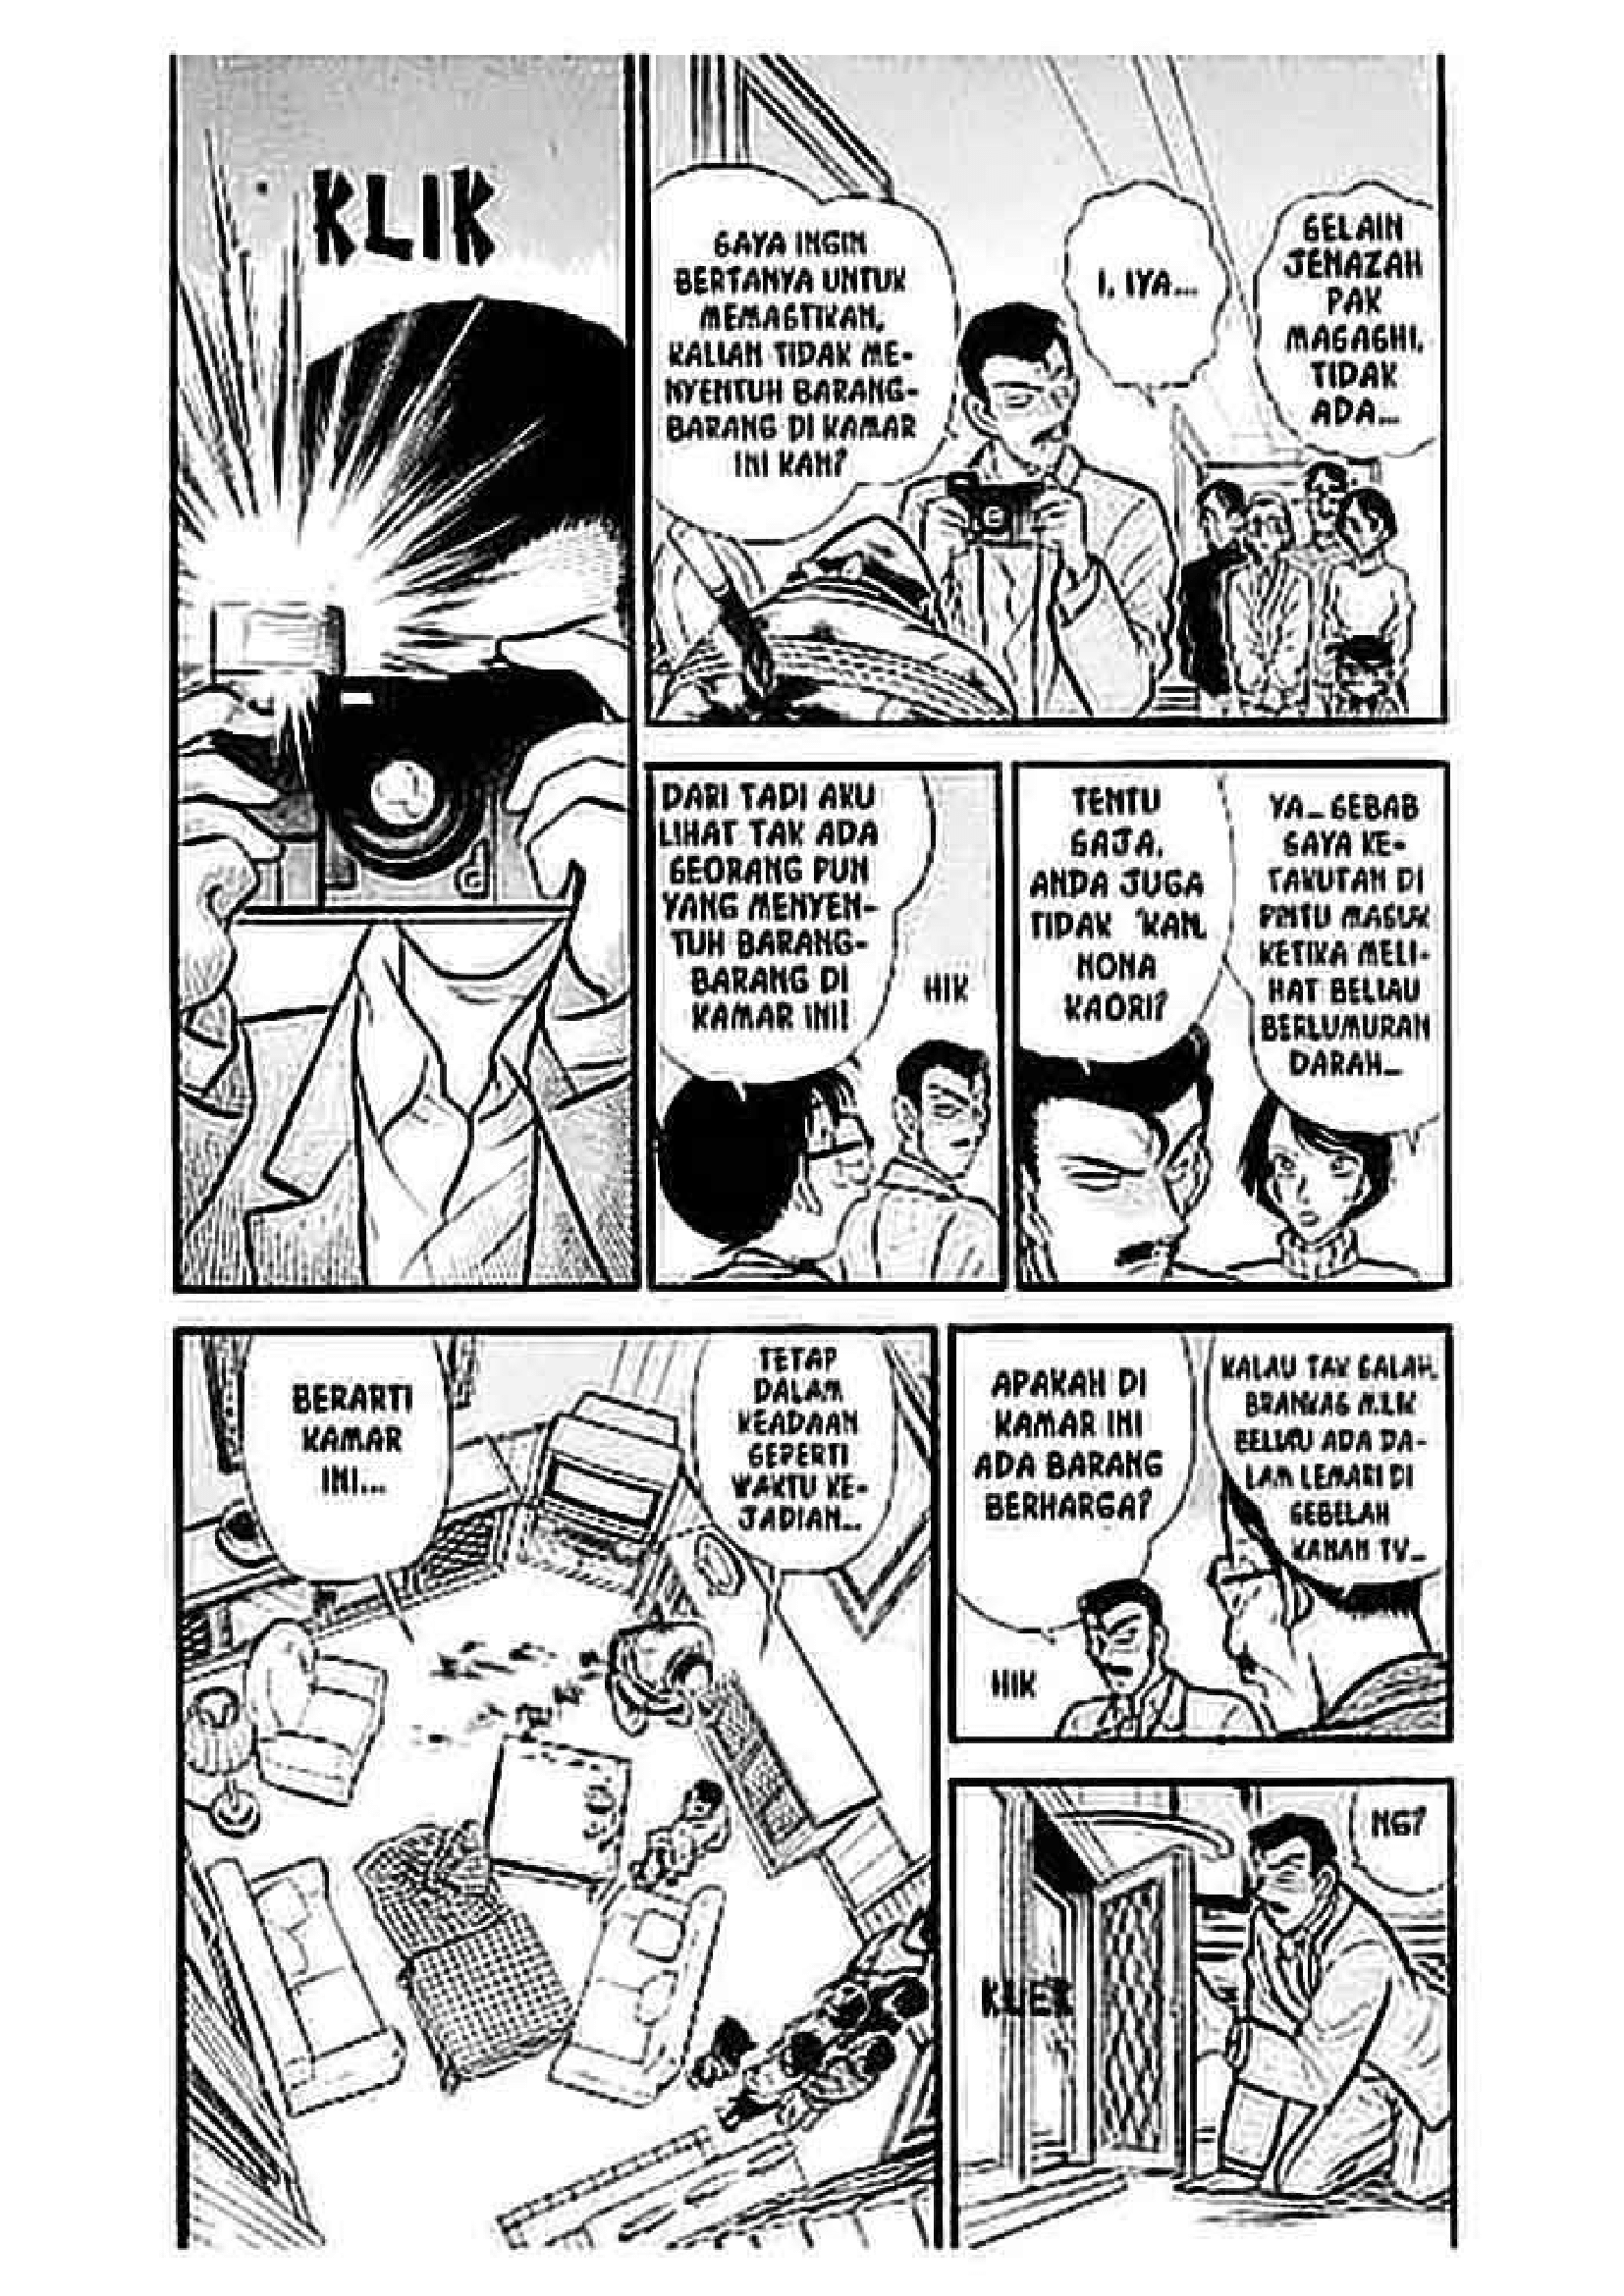 KLIK
SAYA INGIN
BERTANYA UNTUK
MEMASTIKAN,
KALIAN TIDAK ME-
NYENTUH BARANG-
BARANG DI KAMAR
INI KAN?
I, IYA...
SELAIN
JENAZAH
PAK
MASASHI,
TIDAK
ADA...
DARI TADI AKU
LIHAT TAK ADA
SEORANG PUN
YANG MENYEN-
TUH BARANG-
BARANG DI
KAMAR INI!
HIK
TENTU
SAJA,
ANDA JUGA
TIDAK 'KAN,
NONA
KAORI?
YA.. SEBAB
SAYA KE-
TAKUTAN DI
PINTU MASUK
KETIKA MELI-
HAT BELIAU
BERLUMURAN
DARAH..
BERARTI
KAMAR
INI...
TETAP
DALAM
KEADAAN
SEPERTI
WAKTU KE-
JADIAN..
APAKAH DI
KAMAR INI
ADA BARANG
BERHARGA?
HIK
KALAU TAK SALAH,
BRANKAS MILIK
BELIAU ADA DA-
LAM LEMARI DI
SEBELAH
KANAN TV..
NG?
KLEK